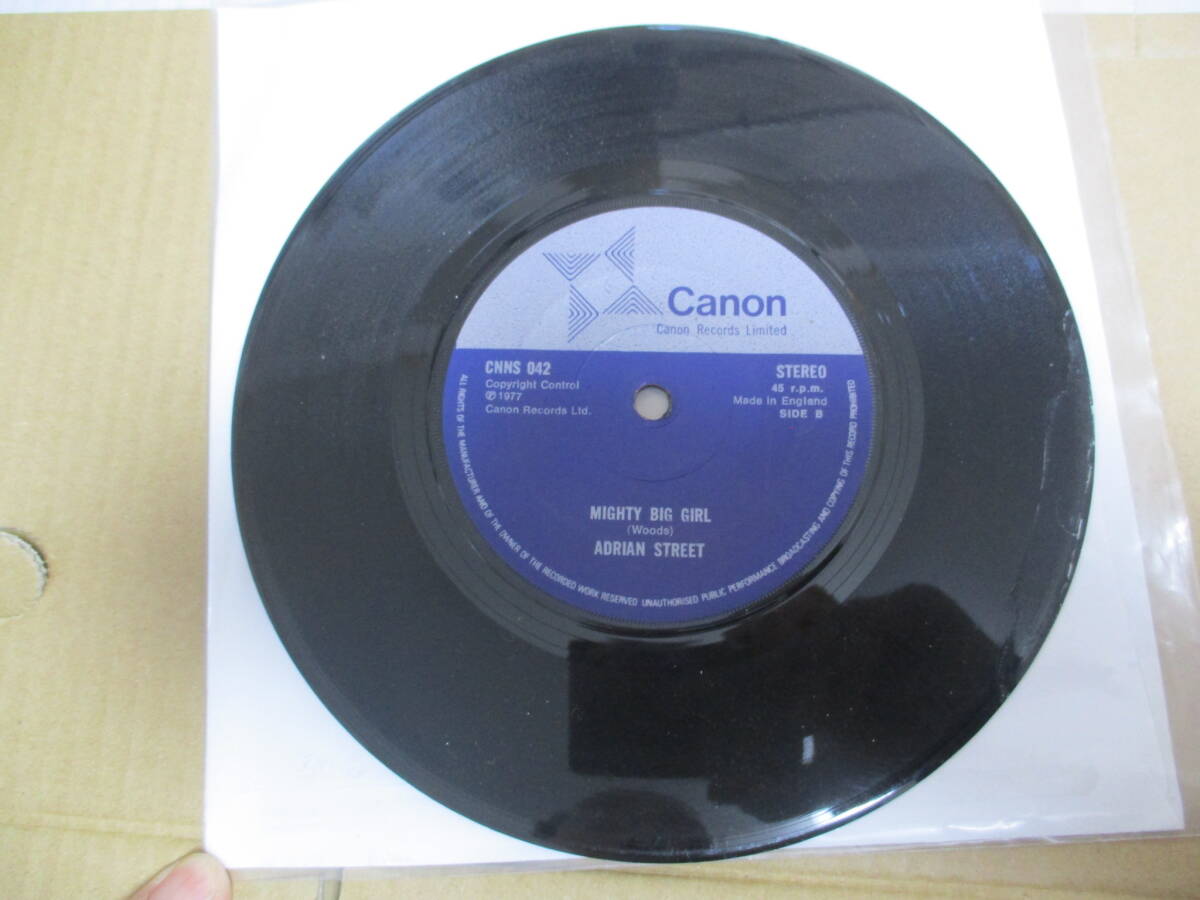 Canon
Canon Records Limited
CNNS 042
Copyright Control
℗ 1977
Canon Records Ltd.
STEREO
45 r.p.m.
Made in England
SIDE B
MIGHTY BIG GIRL
(Woods)
ADRIAN STREET
ALL RIGHTS OF THE MANUFACTURER AND OF THE OWNER OF THE RECORDED WORK RESERVED UNAUTHORISED PUBLIC PERFORMANCE BROADCASTING AND COPYING OF THIS RECORD PROHIBITED